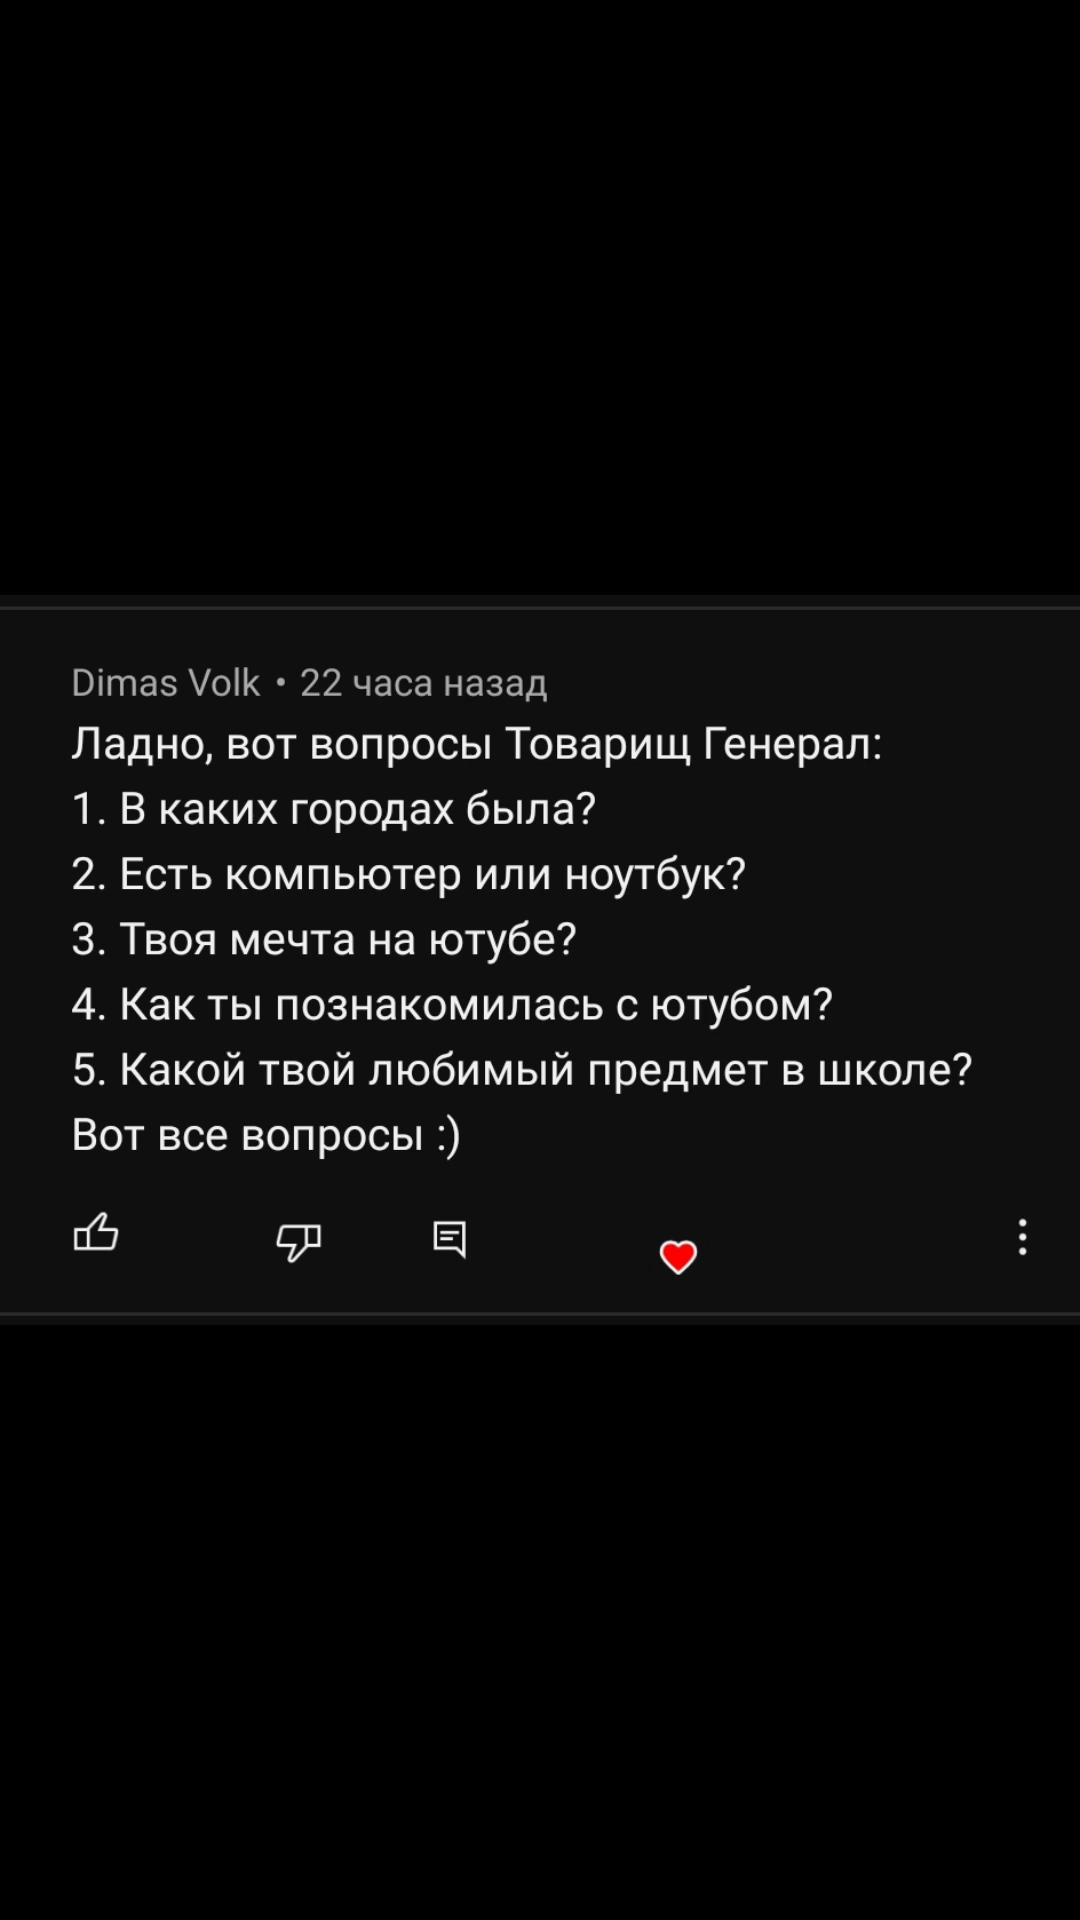 Dimas Volk • 22 часа назад
Ладно, вот вопросы Товарищ Генерал:
1. В каких городах была?
2. Есть компьютер или ноутбук?
3. Твоя мечта на ютубе?
4. Как ты познакомилась с ютубом?
5. Какой твой любимый предмет в школе?
Вот все вопросы :)